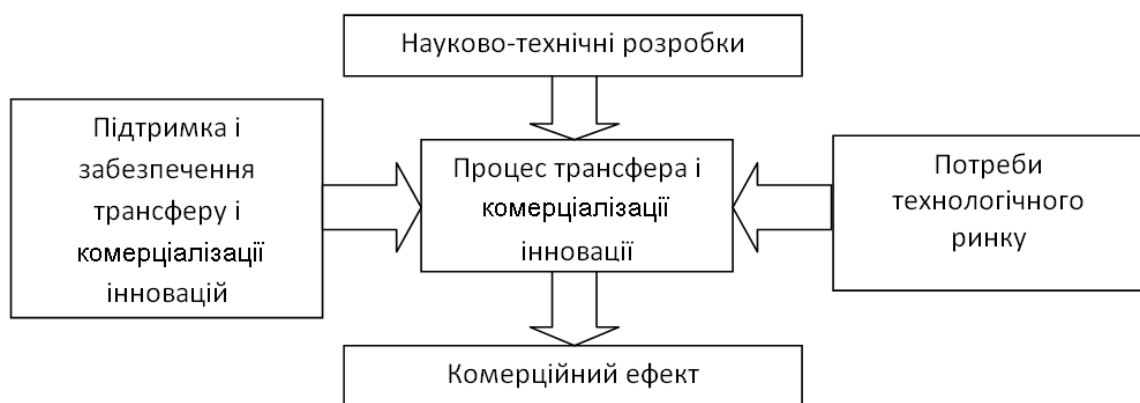 Науково-технічні розробки
Підтримка і
забезпечення
трансферу і
комерціалізації
інновацій
Процес трансфера і
комерціалізації
інновації
Потреби
технологічного
ринку
Комерційний ефект